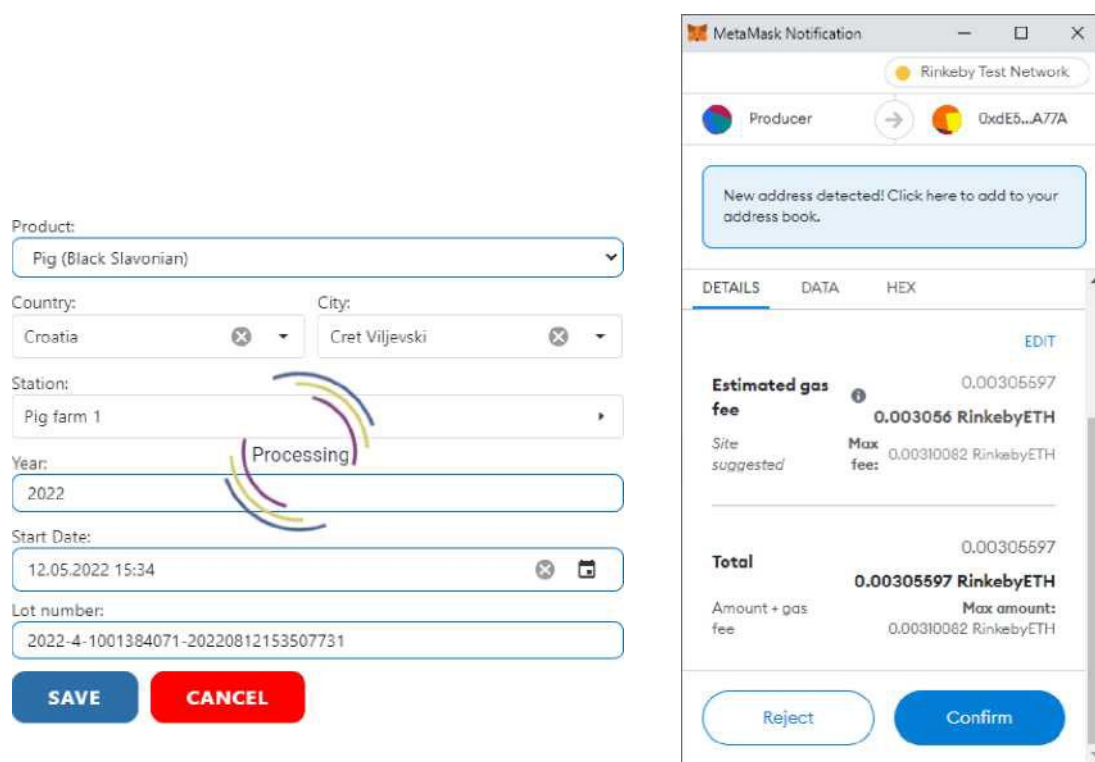 Product:
Pig (Black Slavonian)
Country:
City:
Croatia
Cret Viljevski
Station:
Pig farm 1
Processing
Year:
2022
Start Date:
12.05.2022 15:34
Lot number:
2022-4-1001384071-20220812153507731
SAVE
CANCEL
MetaMask Notification
Rinkeby Test Network
Producer
0xdE5...A77A
New address detected! Click here to add to your
address book.
DETAILS
DATA
HEX
EDIT
Estimated gas
fee
0.00305597
0.003056 RinkebyETH
Site
suggested
Max
fee:
0.00310082 RinkebyETH
Total
0.00305597
0.00305597 RinkebyETH
Amount + gas
fee
Max amount:
0.00310082 RinkebyETH
Reject
Confirm